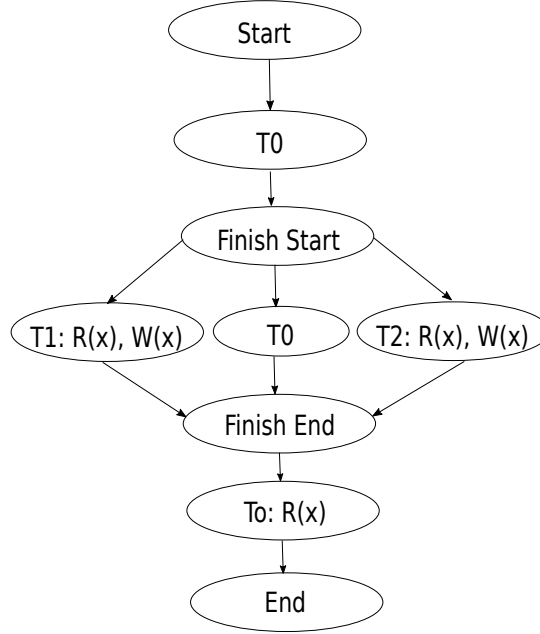 Start
T0
Finish Start
T1: R(x), W(x)
T0
T2: R(x), W(x)
Finish End
To: R(x)
End